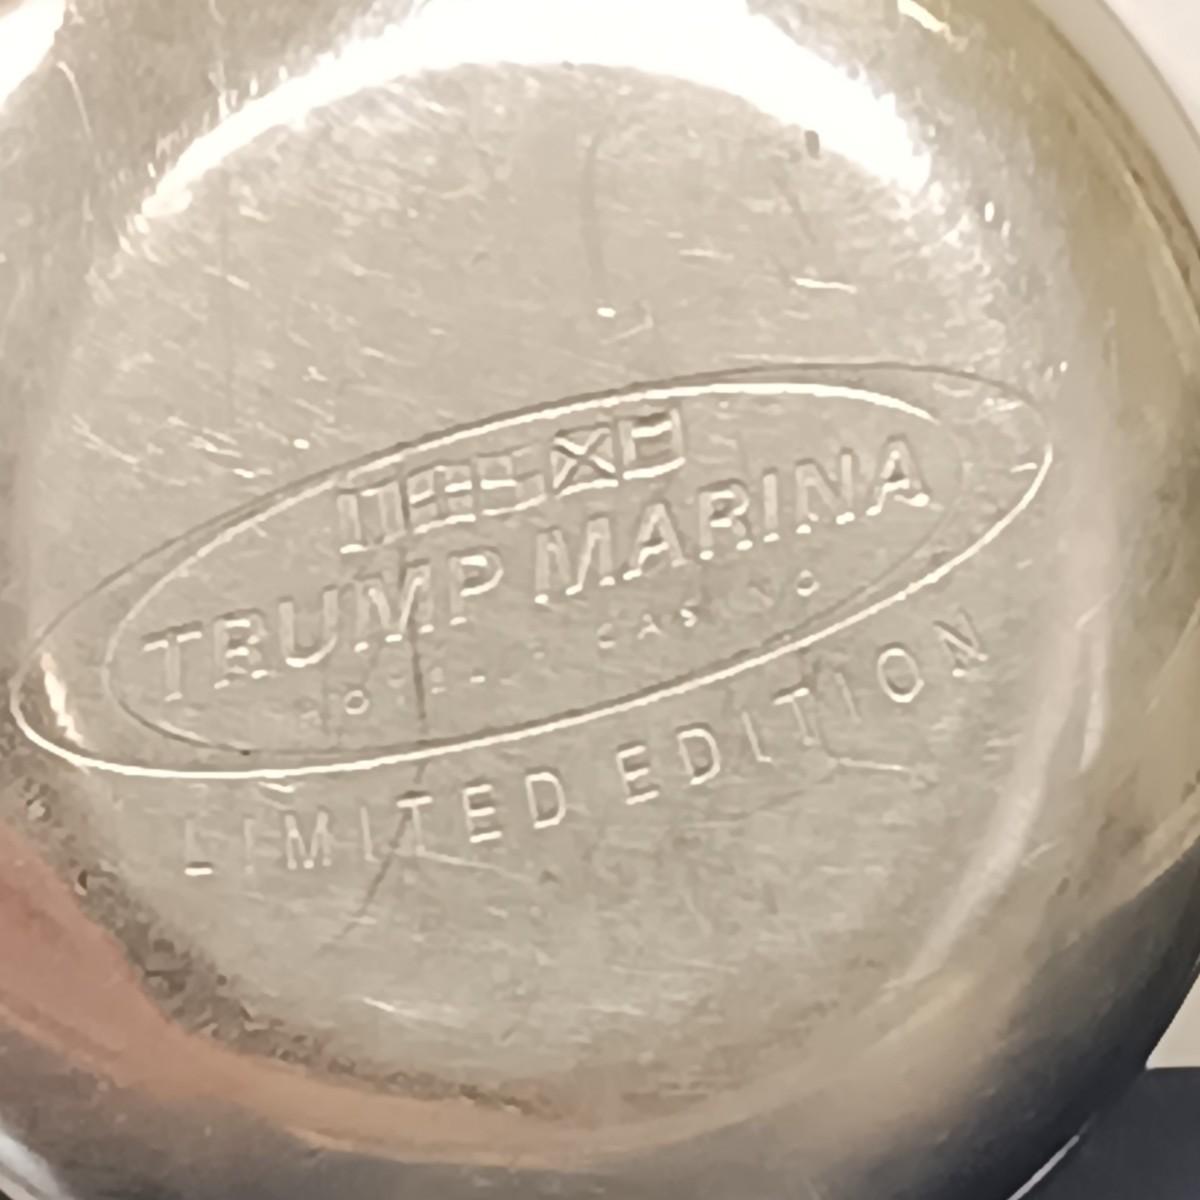 TRUMP MARINA
HOTEL • CASINO
LIMITED EDITION